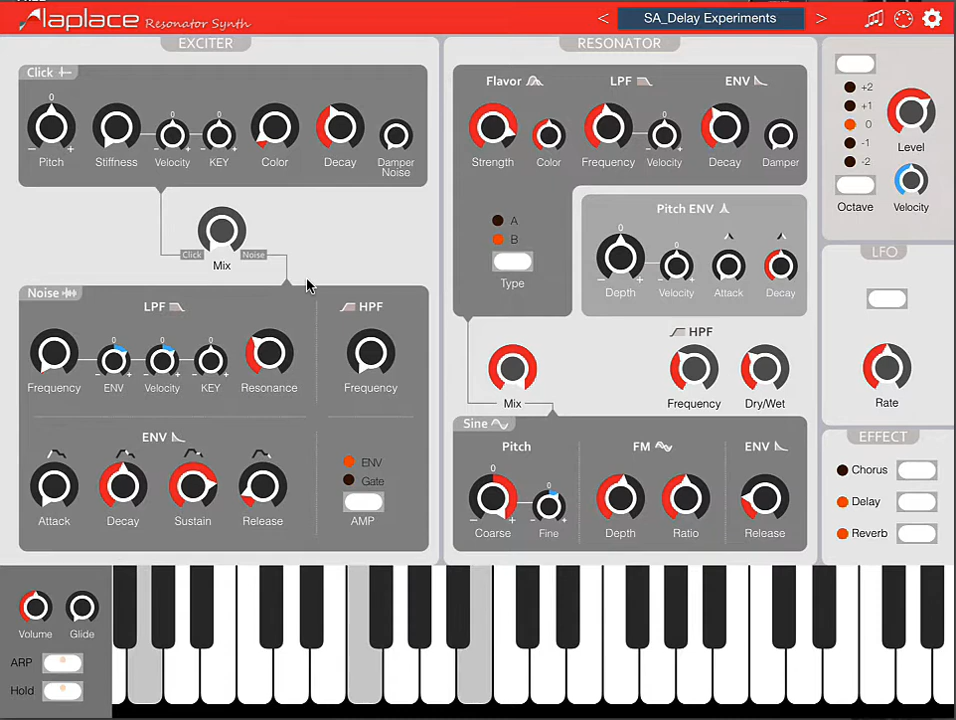 laplace Resonator Synth
< SA_Delay Experiments >
EXCITER
Click
0
0 0
- +
- + - +
Pitch Stiffness Velocity KEY Color Decay Damper Noise
Click Noise
Mix
Noise
LPF HPF
0 0 0
- + - + - +
Frequency ENV Velocity KEY Resonance Frequency
ENV
Attack Decay Sustain Release
ENV
Gate
AMP
RESONATOR
Flavor LPF ENV
0
- +
Strength Color Frequency Velocity Decay Damper
A
B
Type
Pitch ENV
0 0
- + - +
Depth Velocity Attack Decay
HPF
Mix Frequency Dry/Wet
Sine
Pitch FM ENV
0 0
- + - +
Coarse Fine Depth Ratio Release
+2
+1
0
-1
-2
Octave
Level
Velocity
LFO
Rate
EFFECT
Chorus
Delay
Reverb
Volume Glide
ARP
Hold